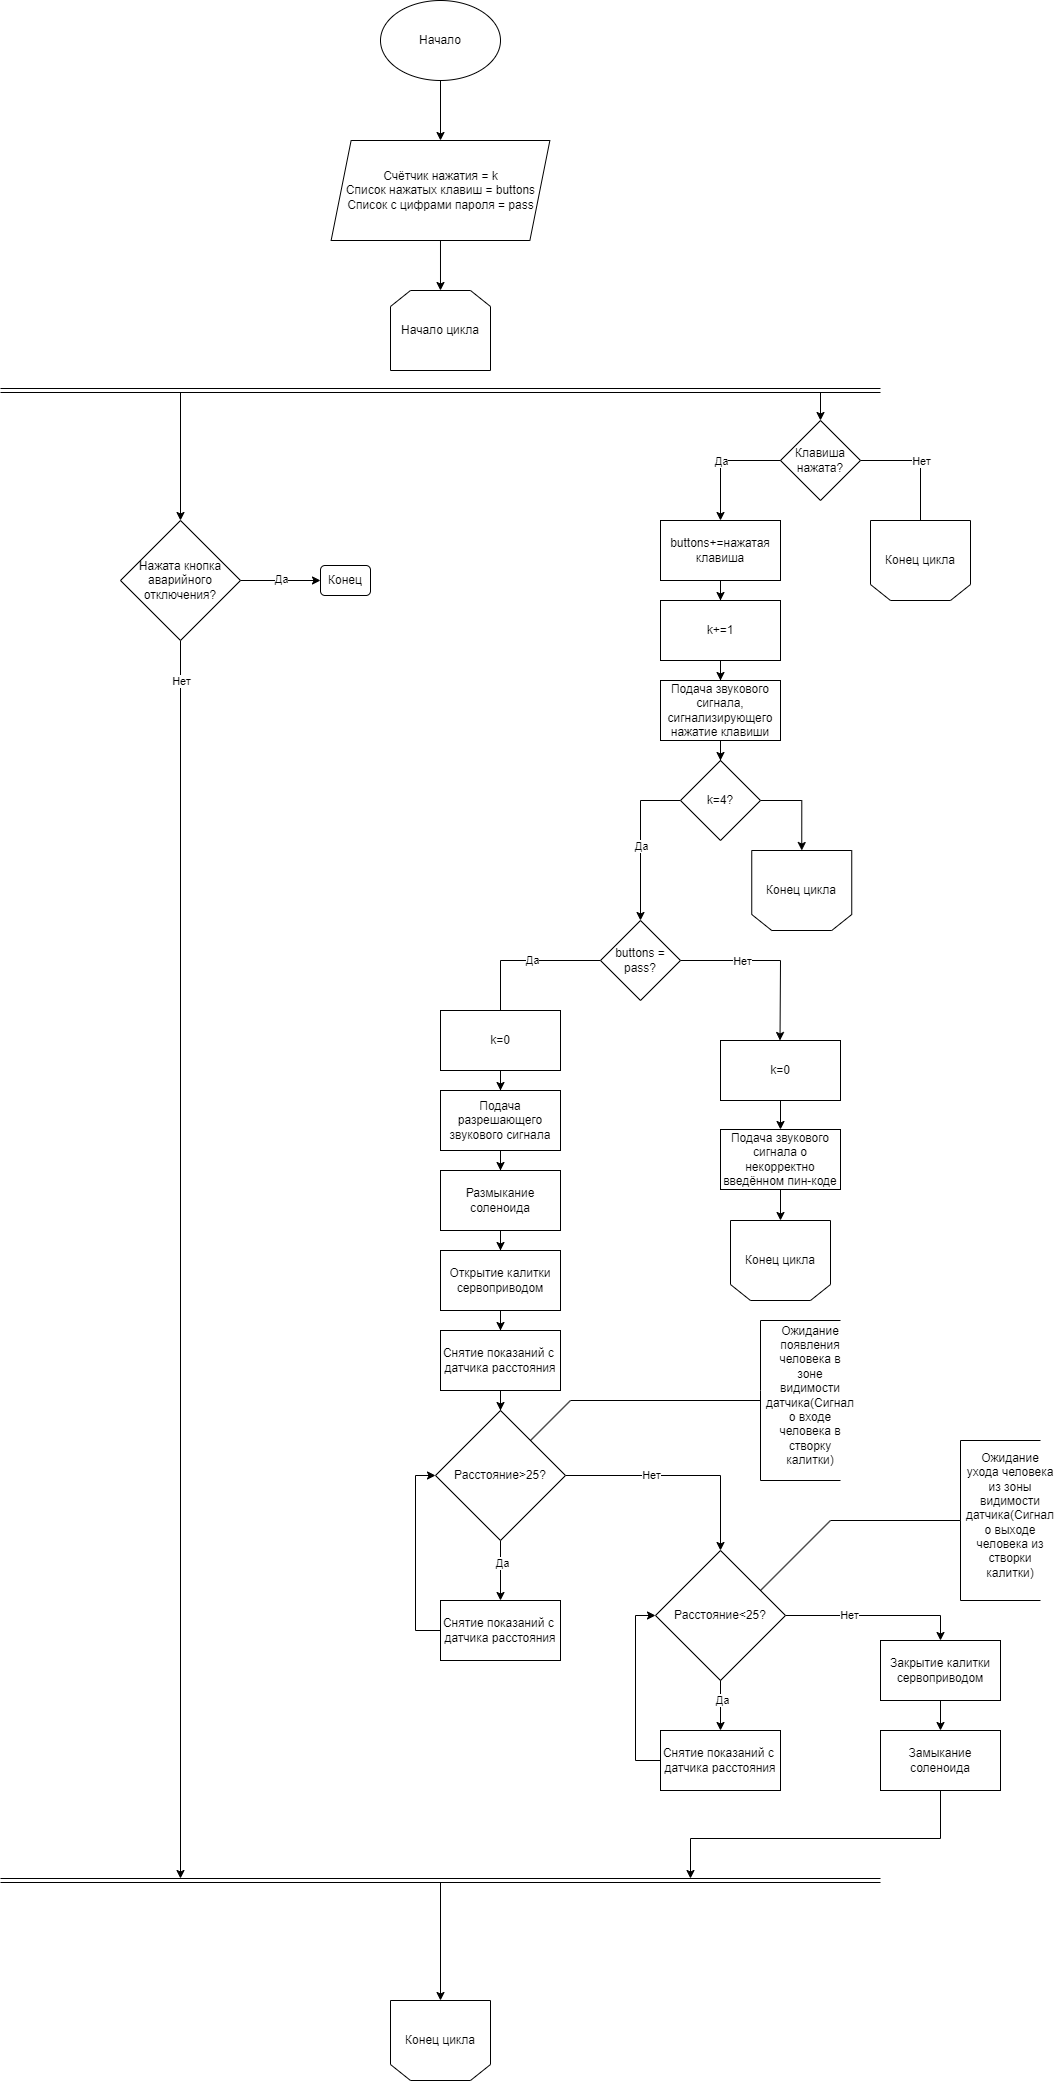 Начало
Счётчик нажатия = k
Список нажатых клавиш = buttons
Список с цифрами пароля = pass
Начало цикла
Клавиша
нажата?
Да
Нет
buttons+=нажатая
клавиша
Конец цикла
Нажата кнопка
аварийного
отключения?
Да
Конец
Нет
k+=1
Подача звукового
сигнала,
сигнализирующего
нажатие клавиши
k=4?
Да
Конец цикла
buttons =
pass?
Да
Нет
k=0
k=0
Подача
разрешающего
звукового сигнала
Подача звукового
сигнала о
некорректно
введённом пин-коде
Размыкание
соленоида
Конец цикла
Открытие калитки
сервоприводом
Снятие показаний с
датчика расстояния
Ожидание
появления
человека в
зоне
видимости
датчика(Сигнал
о входе
человека в
створку
калитки)
Расстояние>25?
Нет
Да
Снятие показаний с
датчика расстояния
Ожидание
ухода человека
из зоны
видимости
датчика(Сигнал
о выходе
человека из
створки
калитки)
Расстояние<25?
Нет
Да
Закрытие калитки
сервоприводом
Снятие показаний с
датчика расстояния
Замыкание
соленоида
Конец цикла